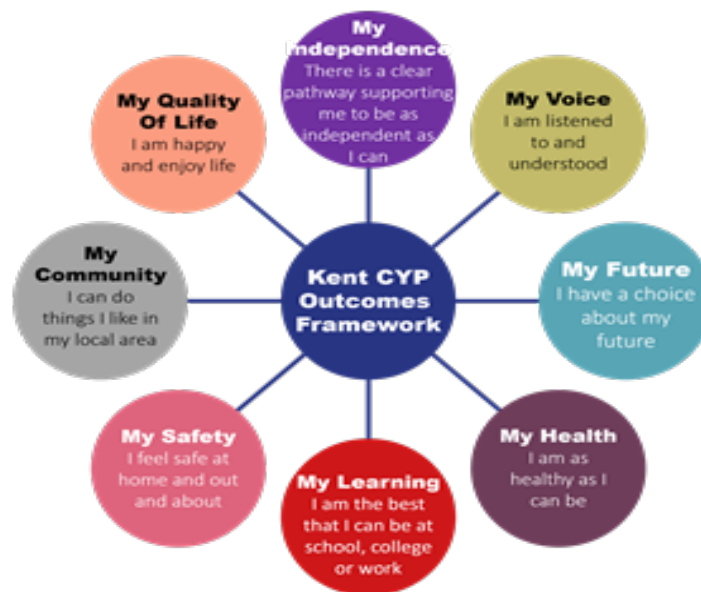 My
Independence
There is a clear
pathway supporting
me to be as
independent as
I can
My Voice
I am listened
to and
understood
My Future
I have a choice
about my
future
My Health
I am as
healthy as I
can be
My Learning
I am the best
that I can be at
school, college
or work
My Safety
I feel safe at
home and out
and about
My
Community
I can do
things I like in
my local area
My Quality
Of Life
I am happy
and enjoy life
Kent CYP
Outcomes
Framework